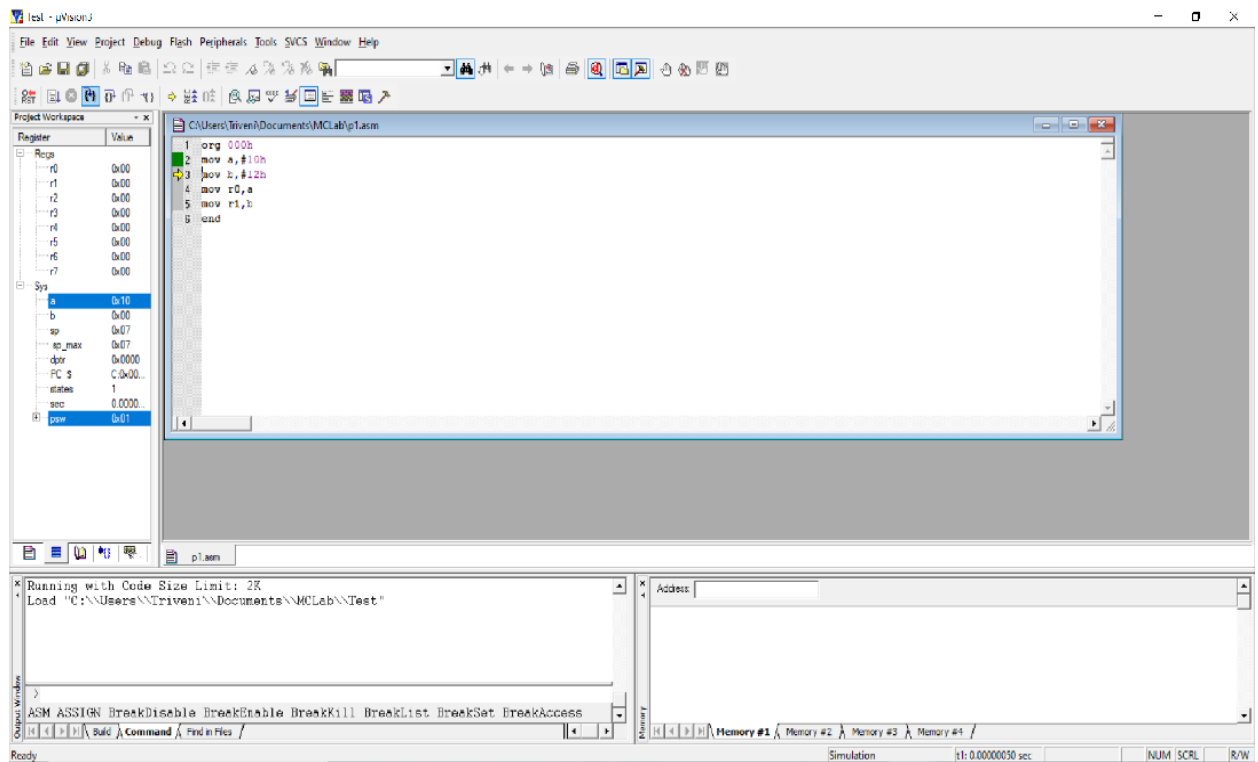 Test - µVision3
File Edit View Project Debug Flash Peripherals Tools SVCS Window Help
RST
Project Workspace
Register Value
Regs
r0 0x00
r1 0x00
r2 0x00
r3 0x00
r4 0x00
r5 0x00
r6 0x00
r7 0x00
Sys
a 0x10
b 0x00
sp 0x07
sp_max 0x07
dptr 0x0000
PC $ C:0x00...
states 1
sec 0.0000...
psw 0x01
C:\Users\Triveni\Documents\MCLab\p1.asm
1 org 000h
2 mov a,#10h
3 mov b,#12h
4 mov r0,a
5 mov r1,b
6 end
p1.asm
Running with Code Size Limit: 2K
Load "C:\\Users\\Triveni\\Documents\\MCLab\\Test"
>
ASM ASSIGN BreakDisable BreakEnable BreakKill BreakList BreakSet BreakAccess
Build Command Find in Files
Output Window
Address:
Memory #1 Memory #2 Memory #3 Memory #4
Memory
Ready Simulation t1: 0.00000050 sec NUM SCRL R/W